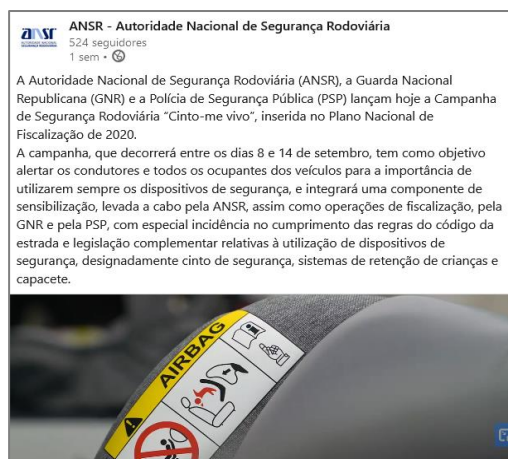 ansr
AUTORIDADE NACIONAL
SEGURANÇA RODOVIÁRIA
ANSR - Autoridade Nacional de Segurança Rodoviária
524 seguidores
1 sem •
A Autoridade Nacional de Segurança Rodoviária (ANSR), a Guarda Nacional
Republicana (GNR) e a Polícia de Segurança Pública (PSP) lançam hoje a Campanha
de Segurança Rodoviária “Cinto-me vivo”, inserida no Plano Nacional de
Fiscalização de 2020.
A campanha, que decorrerá entre os dias 8 e 14 de setembro, tem como objetivo
alertar os condutores e todos os ocupantes dos veículos para a importância de
utilizarem sempre os dispositivos de segurança, e integrará uma componente de
sensibilização, levada a cabo pela ANSR, assim como operações de fiscalização, pela
GNR e pela PSP, com especial incidência no cumprimento das regras do código da
estrada e legislação complementar relativas à utilização de dispositivos de
segurança, designadamente cinto de segurança, sistemas de retenção de crianças e
capacete.
AIRBAG